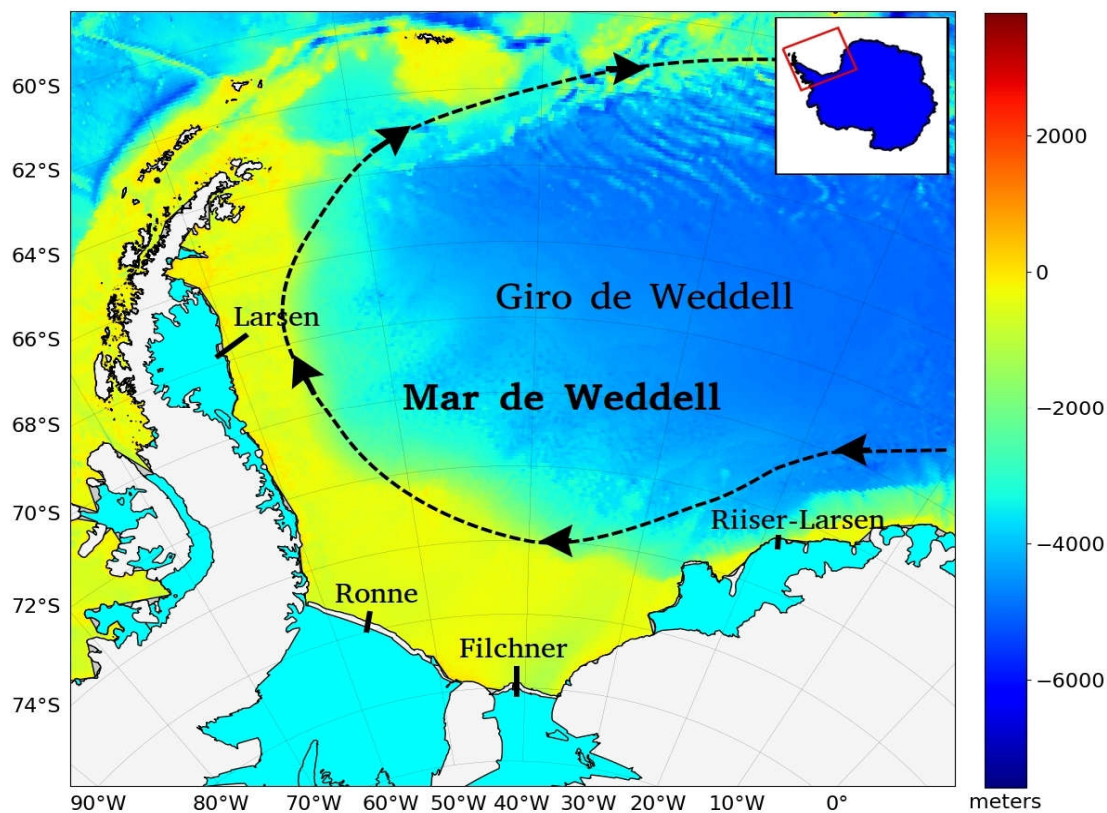 60°S
62°S
64°S
66°S
68°S
70°S
72°S
74°S
Giro de Weddell
Larsen
Mar de Weddell
Riiser-Larsen
Ronne
Filchner
90°W 80°W 70°W 60°W 50°W 40°W 30°W 20°W 10°W 0°
2000
0
−2000
−4000
−6000
meters